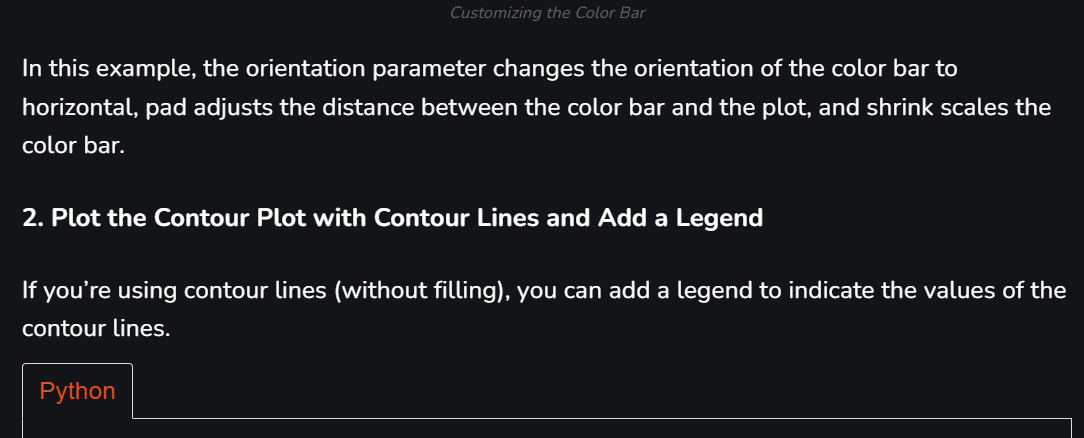 Customizing the Color Bar
In this example, the orientation parameter changes the orientation of the color bar to
horizontal, pad adjusts the distance between the color bar and the plot, and shrink scales the
color bar.
2. Plot the Contour Plot with Contour Lines and Add a Legend
If you’re using contour lines (without filling), you can add a legend to indicate the values of the
contour lines.
Python